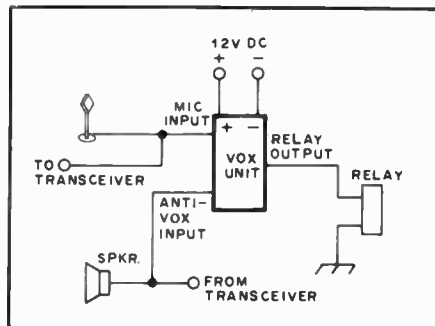 12V DC
+ −
MIC
INPUT
+ −
VOX
UNIT
RELAY
OUTPUT
RELAY
TO
TRANSCEIVER
ANTI-
VOX
INPUT
SPKR.
FROM
TRANSCEIVER